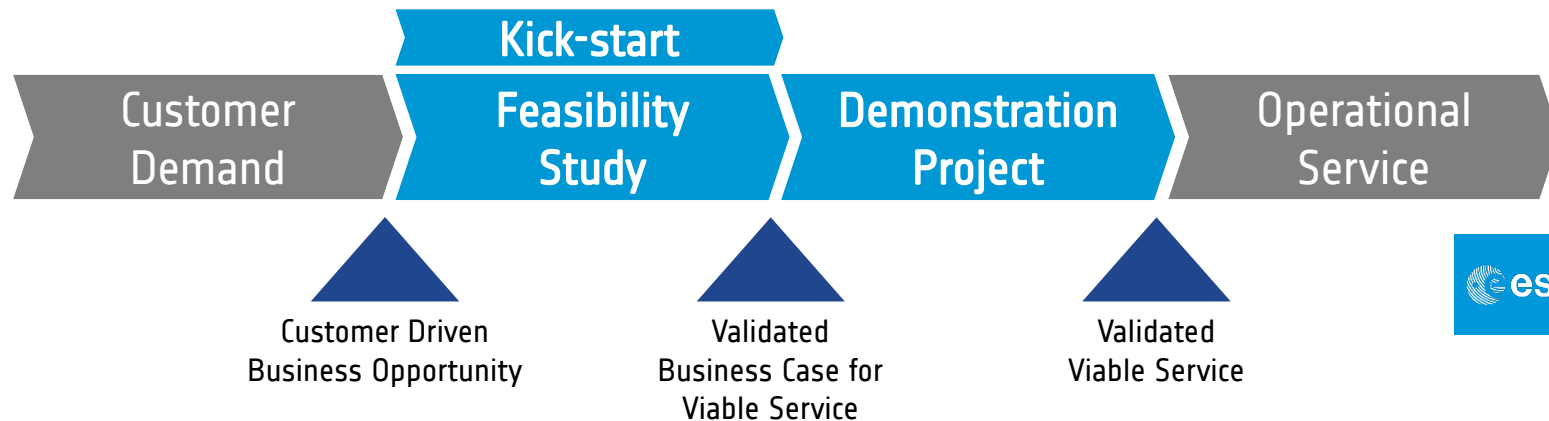 Kick-start
Customer
Demand
Feasibility
Study
Demonstration
Project
Operational
Service
Customer Driven
Business Opportunity
Validated
Business Case for
Viable Service
Validated
Viable Service
es